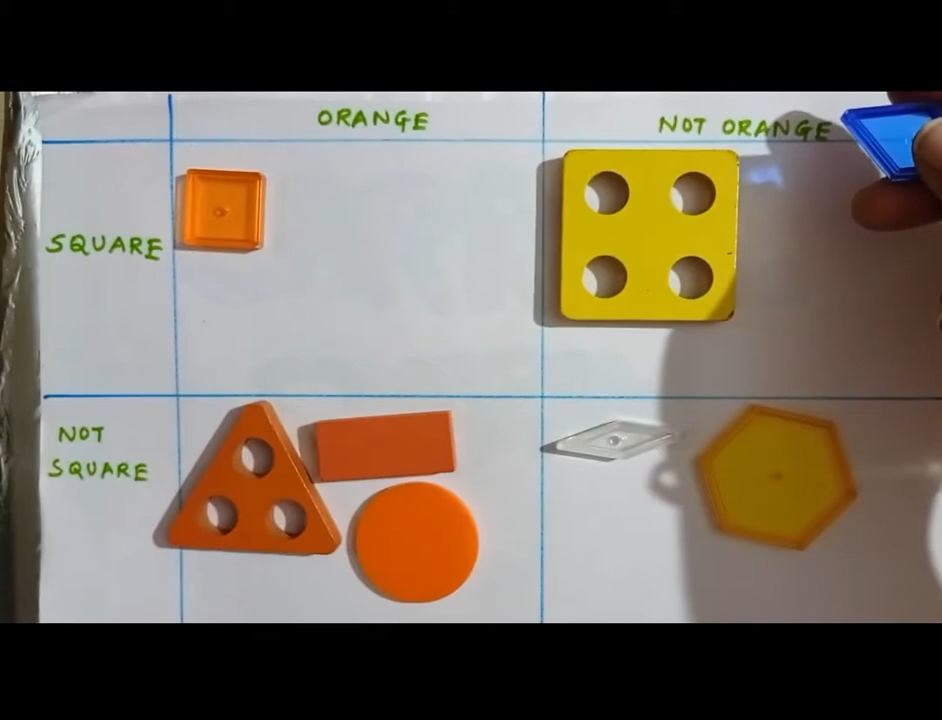 ORANGE
NOT ORANGE
SQUARE
NOT
SQUARE